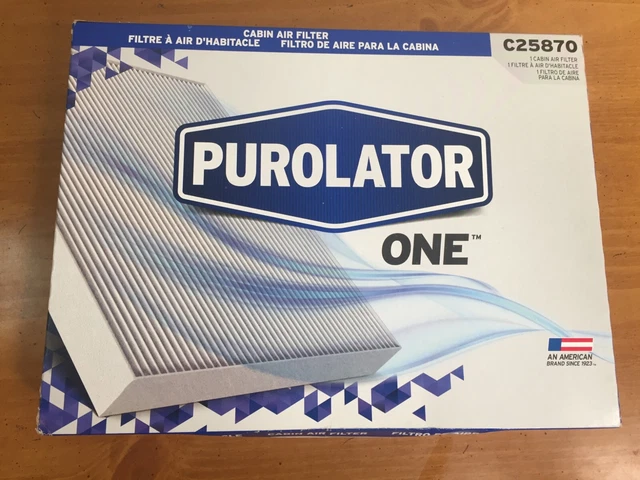 CABIN AIR FILTER
FILTRE À AIR D'HABITACLE FILTRO DE AIRE PARA LA CABINA
C25870
1 CABIN AIR FILTER
1 FILTRE À AIR D'HABITACLE
1 FILTRO DE AIRE
PARA LA CABINA
PUROLATOR
ONE™
AN AMERICAN
BRAND SINCE 1923™
CABIN AIR FILTER